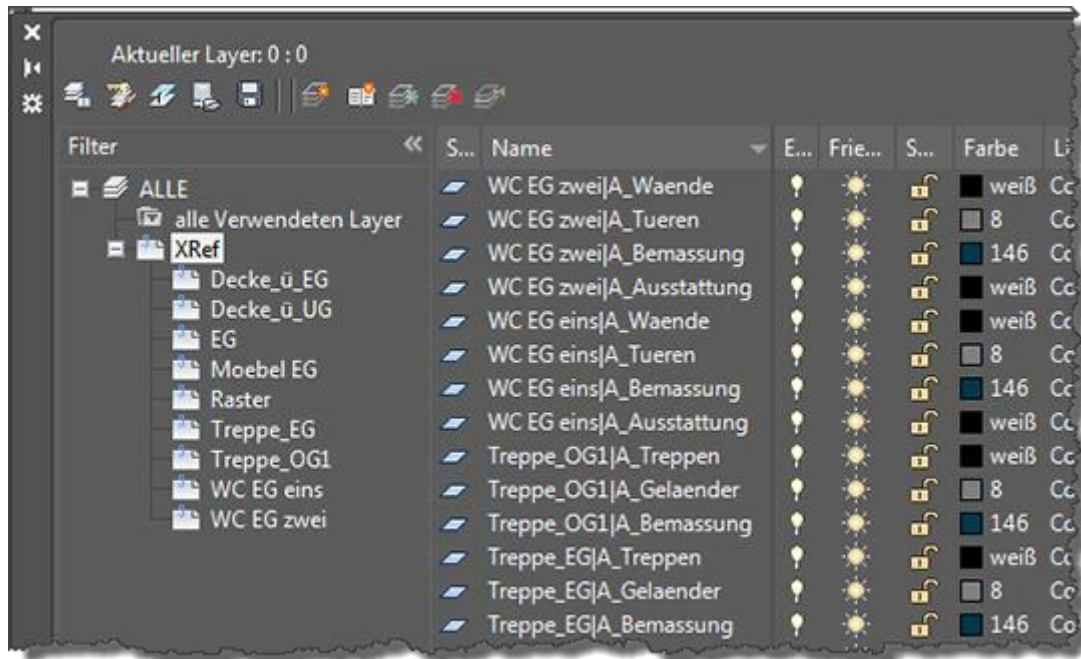 Aktueller Layer: 0 : 0
Filter
ALLE
alle Verwendeten Layer
XRef
Decke_ü_EG
Decke_ü_UG
EG
Moebel EG
Raster
Treppe_EG
Treppe_OG1
WC EG eins
WC EG zwei
S... Name E... Frie... S... Farbe
WC EG zwei|A_Waende weiß
WC EG zwei|A_Tueren 8
WC EG zwei|A_Bemassung 146
WC EG zwei|A_Ausstattung weiß
WC EG eins|A_Waende weiß
WC EG eins|A_Tueren 8
WC EG eins|A_Bemassung 146
WC EG eins|A_Ausstattung weiß
Treppe_OG1|A_Treppen weiß
Treppe_OG1|A_Gelaender 8
Treppe_OG1|A_Bemassung 146
Treppe_EG|A_Treppen weiß
Treppe_EG|A_Gelaender 8
Treppe_EG|A_Bemassung 146